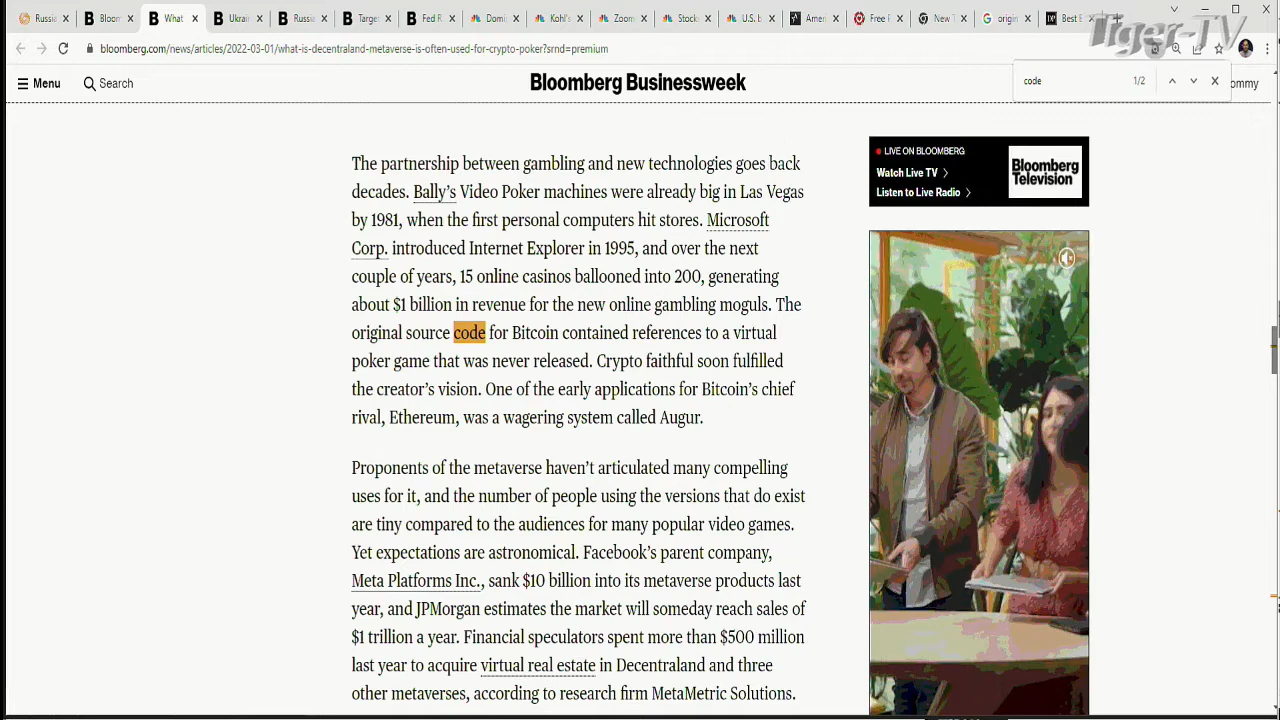 Russia
Bloom
What
Ukrain
Russia
Targe
Fed R
Domi
Kohl's
Zoom
Stock
U.S. b
Ameri
Free F
New T
origin
Best E
Tiger-TV
bloomberg.com/news/articles/2022-03-01/what-is-decentraland-metaverse-is-often-used-for-crypto-poker?srnd=premium
Menu
Search
Bloomberg Businessweek
code
1/2
ommy
The partnership between gambling and new technologies goes back
decades. Bally's Video Poker machines were already big in Las Vegas
by 1981, when the first personal computers hit stores. Microsoft
Corp. introduced Internet Explorer in 1995, and over the next
couple of years, 15 online casinos ballooned into 200, generating
about $1 billion in revenue for the new online gambling moguls. The
original source code for Bitcoin contained references to a virtual
poker game that was never released. Crypto faithful soon fulfilled
the creator's vision. One of the early applications for Bitcoin's chief
rival, Ethereum, was a wagering system called Augur.
Proponents of the metaverse haven't articulated many compelling
uses for it, and the number of people using the versions that do exist
are tiny compared to the audiences for many popular video games.
Yet expectations are astronomical. Facebook's parent company,
Meta Platforms Inc., sank $10 billion into its metaverse products last
year, and JPMorgan estimates the market will someday reach sales of
$1 trillion a year. Financial speculators spent more than $500 million
last year to acquire virtual real estate in Decentraland and three
other metaverses, according to research firm MetaMetric Solutions.
LIVE ON BLOOMBERG
Watch Live TV
Listen to Live Radio
Bloomberg
Television